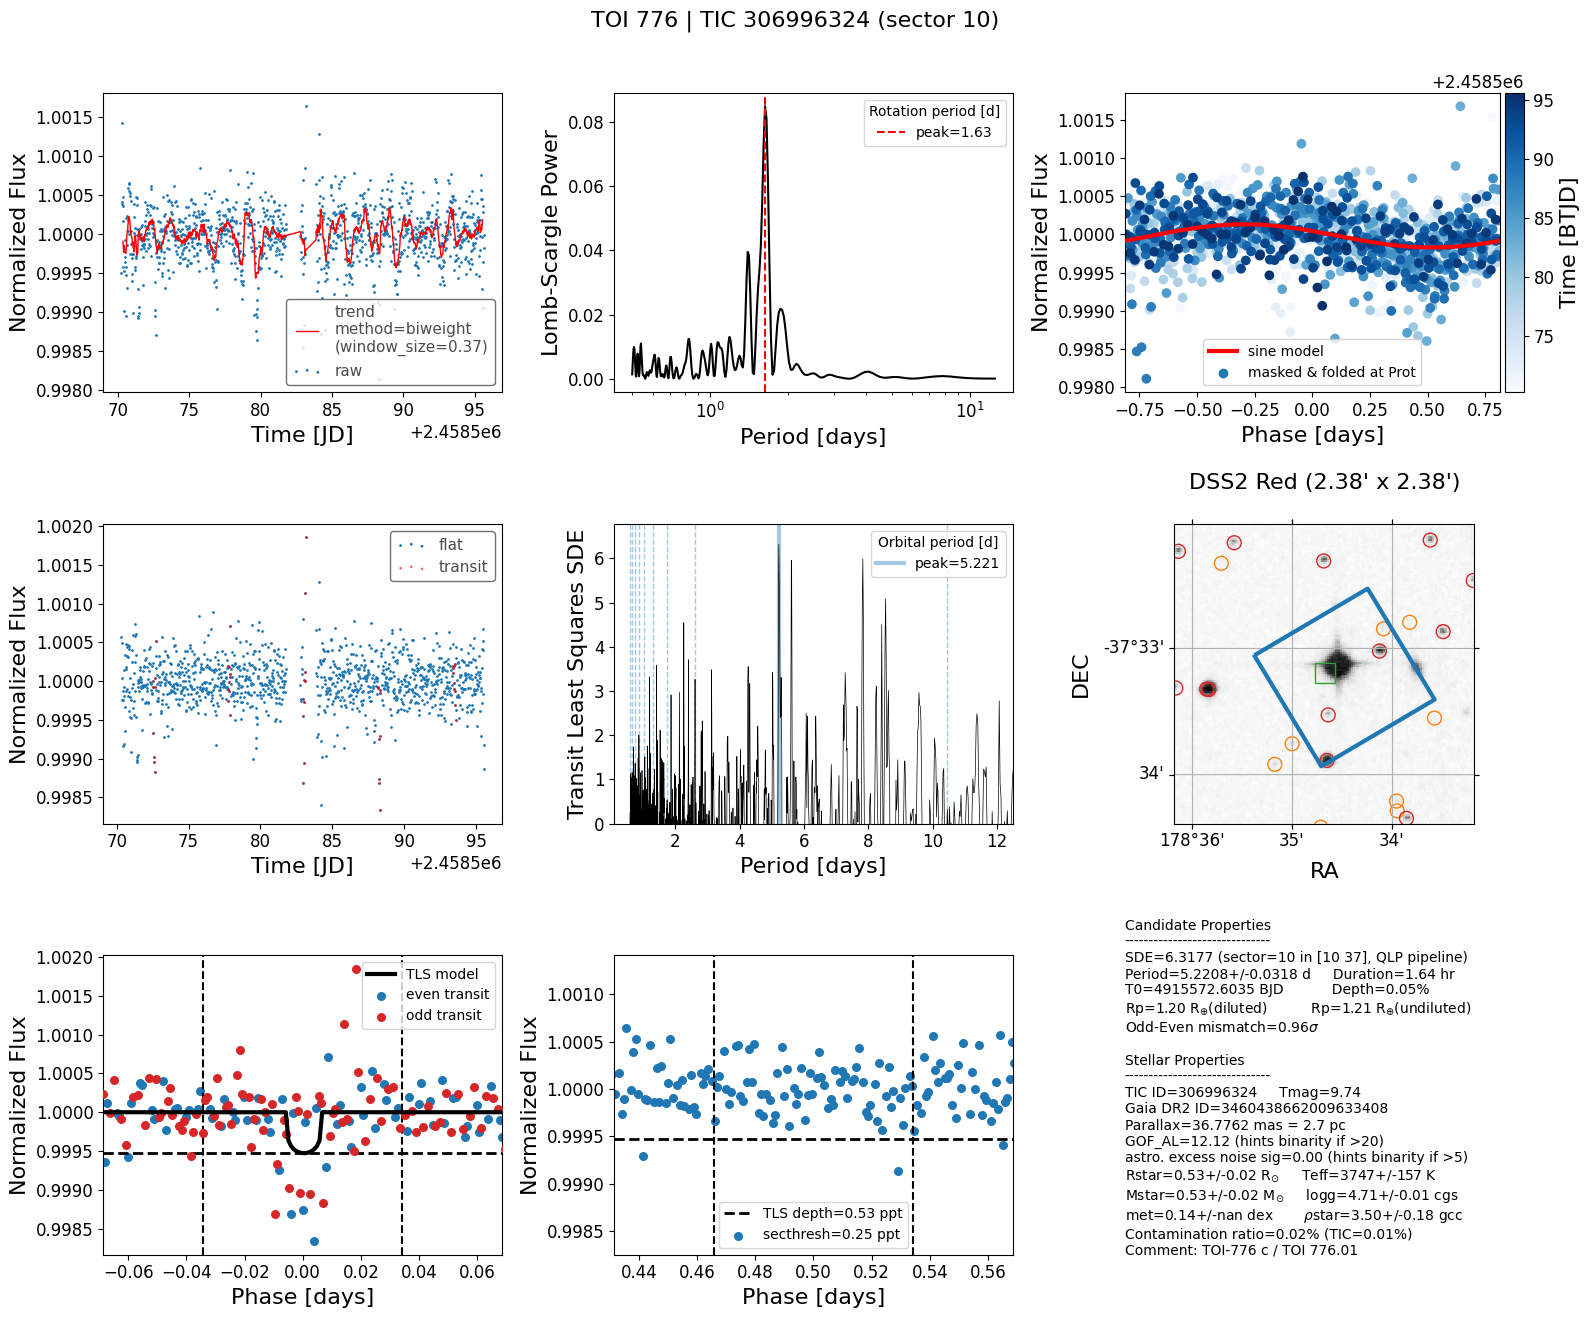 TOI 776 | TIC 306996324 (sector 10)
Normalized Flux
1.0015
1.0010
1.0005
1.0000
0.9995
0.9990
0.9985
0.9980
trend
method=biweight
(window_size=0.37)
raw
70 75 80 85 90 95
Time [JD]
+2.4585e6
Lomb-Scargle Power
0.08
0.06
0.04
0.02
0.00
Rotation period [d]
peak=1.63
10^0 10^1
Period [days]
+2.4585e6
Normalized Flux
1.0015
1.0010
1.0005
1.0000
0.9995
0.9990
0.9985
0.9980
sine model
masked & folded at Prot
−0.75 −0.50 −0.25 0.00 0.25 0.50 0.75
Phase [days]
95
90
85
80
75
Time [BTJD]
Normalized Flux
1.0020
1.0015
1.0010
1.0005
1.0000
0.9995
0.9990
0.9985
flat
transit
70 75 80 85 90 95
Time [JD]
+2.4585e6
Transit Least Squares SDE
6
5
4
3
2
1
0
Orbital period [d]
peak=5.221
2 4 6 8 10 12
Period [days]
DSS2 Red (2.38' x 2.38')
DEC
-37°33'
34'
178°36' 35' 34'
RA
Normalized Flux
1.0020
1.0015
1.0010
1.0005
1.0000
0.9995
0.9990
0.9985
TLS model
even transit
odd transit
−0.06 −0.04 −0.02 0.00 0.02 0.04 0.06
Phase [days]
Normalized Flux
1.0010
1.0005
1.0000
0.9995
0.9990
0.9985
TLS depth=0.53 ppt
secthresh=0.25 ppt
0.44 0.46 0.48 0.50 0.52 0.54 0.56
Phase [days]
Candidate Properties
------------------------------
SDE=6.3177 (sector=10 in [10 37], QLP pipeline)
Period=5.2208+/-0.0318 d Duration=1.64 hr
T0=4915572.6035 BJD Depth=0.05%
Rp=1.20 R⊕(diluted) Rp=1.21 R⊕(undiluted)
Odd-Even mismatch=0.96σ
Stellar Properties
------------------------------
TIC ID=306996324 Tmag=9.74
Gaia DR2 ID=3460438662009633408
Parallax=36.7762 mas = 2.7 pc
GOF_AL=12.12 (hints binarity if >20)
astro. excess noise sig=0.00 (hints binarity if >5)
Rstar=0.53+/-0.02 R⊙ Teff=3747+/-157 K
Mstar=0.53+/-0.02 M⊙ logg=4.71+/-0.01 cgs
met=0.14+/-nan dex ρstar=3.50+/-0.18 gcc
Contamination ratio=0.02% (TIC=0.01%)
Comment: TOI-776 c / TOI 776.01